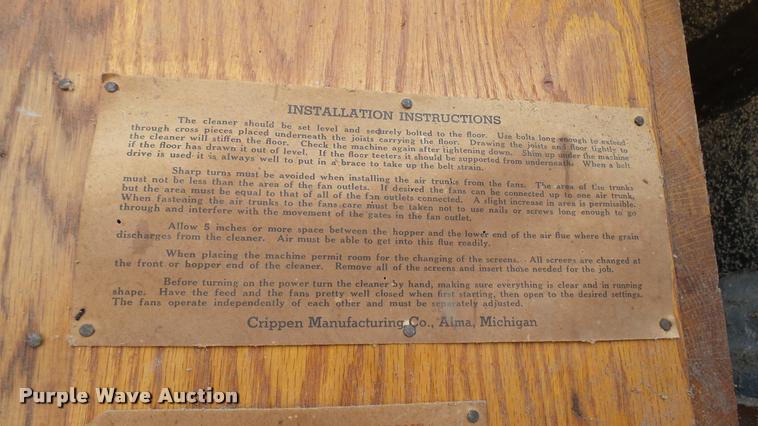 INSTALLATION INSTRUCTIONS
The cleaner should be set level and securely bolted to the floor. Use bolts long enough to extend
through cross pieces placed underneath the joists carrying the floor. Drawing the joists and floor tightly to
the cleaner will stiffen the floor. Check the machine again after tightening down. Shim up under the machine
if the floor has drawn it out of level. If the floor teeters it should be supported from underneath. When a belt
drive is used it is always well to put in a brace to take up the belt strain.
Sharp turns must be avoided when installing the air trunks from the fans. The area of the trunks
must not be less than the area of the fan outlets. If desired the fans can be connected up to one air trunk,
but the area must be equal to that of all of the fan outlets connected. A slight increase in area is permissible.
When fastening the air trunks to the fans care must be taken not to use nails or screws long enough to go
through and interfere with the movement of the gates in the fan outlet.
Allow 5 inches or more space between the hopper and the lower end of the air flue where the grain
discharges from the cleaner. Air must be able to get into this flue readily.
When placing the machine permit room for the changing of the screens. All screens are changed at
the front or hopper end of the cleaner. Remove all of the screens and insert those needed for the job.
Before turning on the power turn the cleaner by hand, making sure everything is clear and in running
shape. Have the feed and the fans pretty well closed when first starting, then open to the desired settings.
The fans operate independently of each other and must be separately adjusted.
Crippen Manufacturing Co., Alma, Michigan
Purple Wave Auction